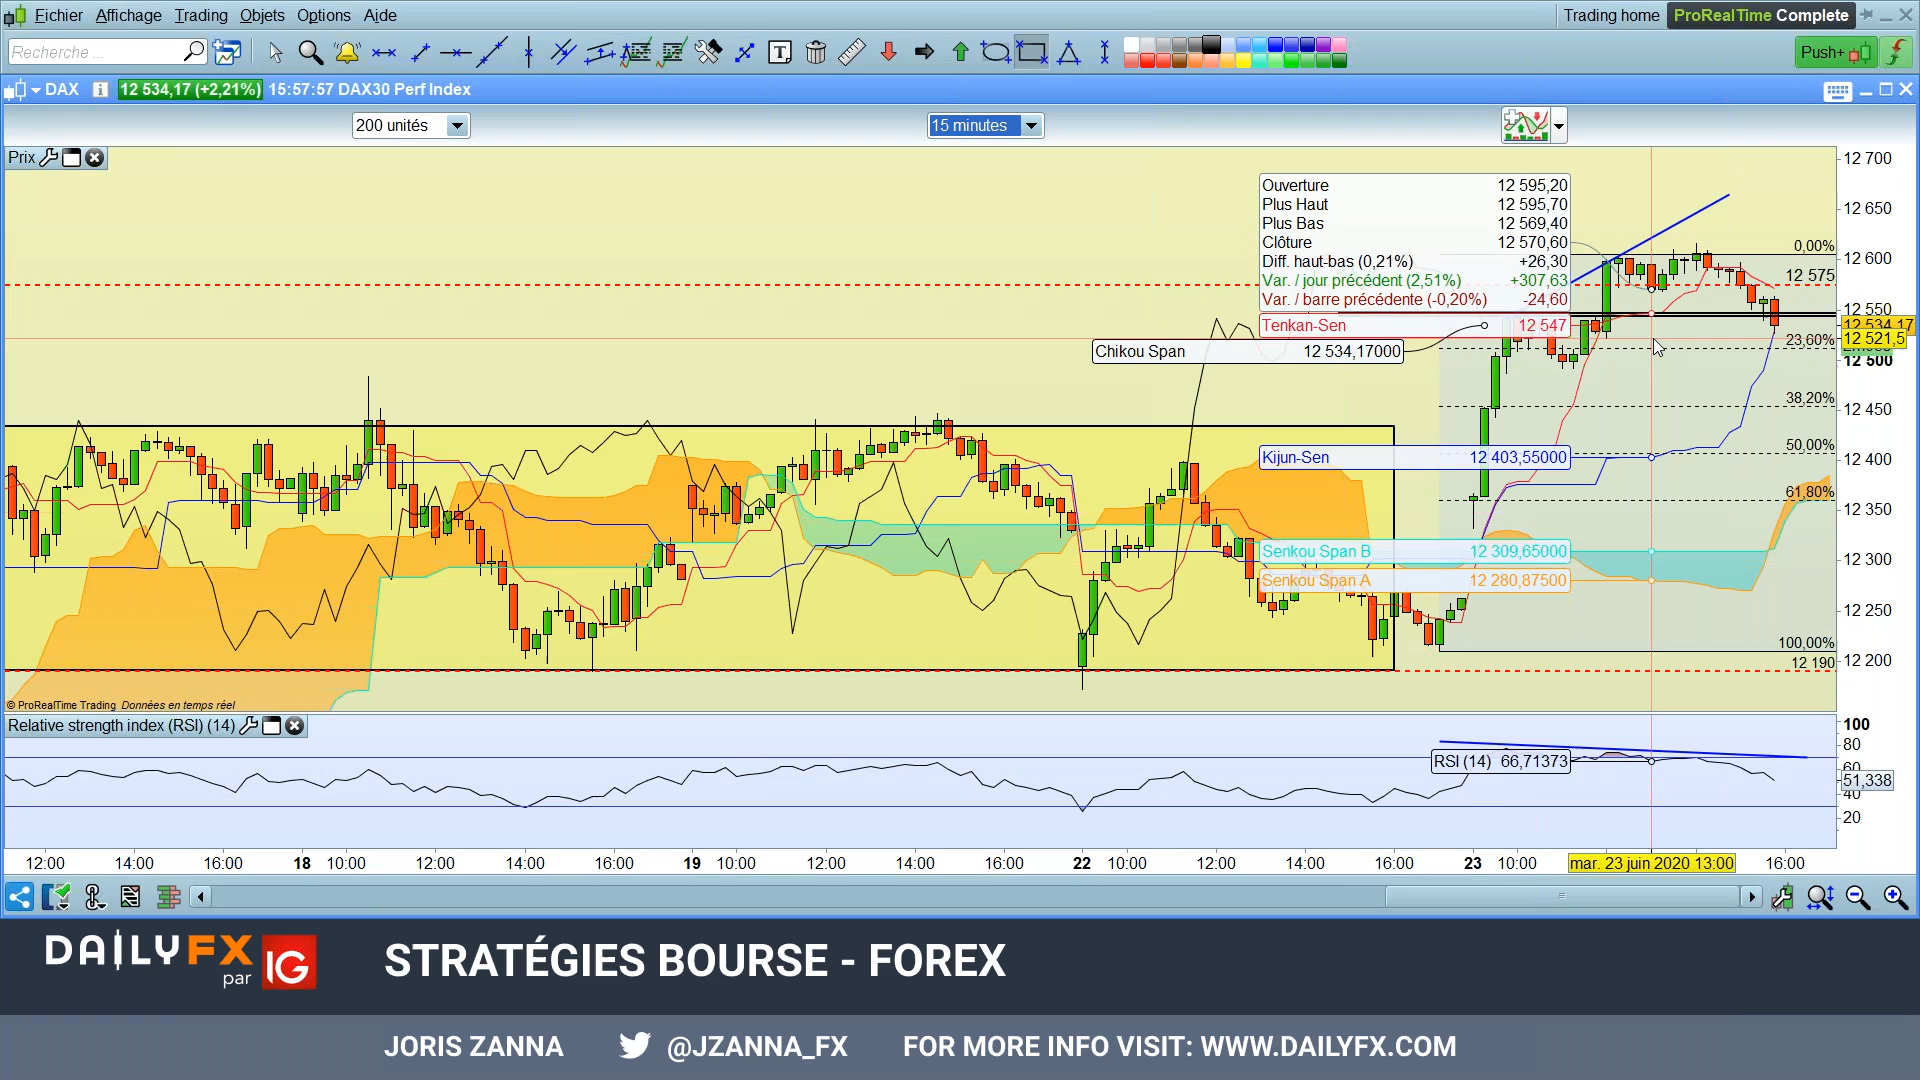 Fichier Affichage Trading Objets Options Aide
Trading home ProRealTime Complete
Recherche ...
T
Push+
DAX i 12 534,17 (+2,21%) 15:57:57 DAX30 Perf Index
200 unités
15 minutes
Prix
Ouverture 12 595,20
Plus Haut 12 595,70
Plus Bas 12 569,40
Clôture 12 570,60
Diff. haut-bas (0,21%) +26,30
Var. / jour précédent (2,51%) +307,63
Var. / barre précédente (-0,20%) -24,60
Tenkan-Sen 12 547
Chikou Span 12 534,17000
Kijun-Sen 12 403,55000
Senkou Span B 12 309,65000
Senkou Span A 12 280,87500
0,00%
12 575
23,60%
38,20%
50,00%
61,80%
100,00%
12 190
12 700
12 650
12 600
12 550
12 534,17
12 521,5
12 500
12 450
12 400
12 350
12 300
12 250
12 200
© ProRealTime Trading Données en temps réel
Relative strength index (RSI) (14)
RSI (14) 66,71373
100
80
60
51,338
40
20
12:00 14:00 16:00 18 10:00 12:00 14:00 16:00 19 10:00 12:00 14:00 16:00 22 10:00 12:00 14:00 16:00 23 10:00 mar. 23 juin 2020 13:00 16:00
DAILYFX
par IG
STRATÉGIES BOURSE - FOREX
JORIS ZANNA @JZANNA_FX FOR MORE INFO VISIT: WWW.DAILYFX.COM